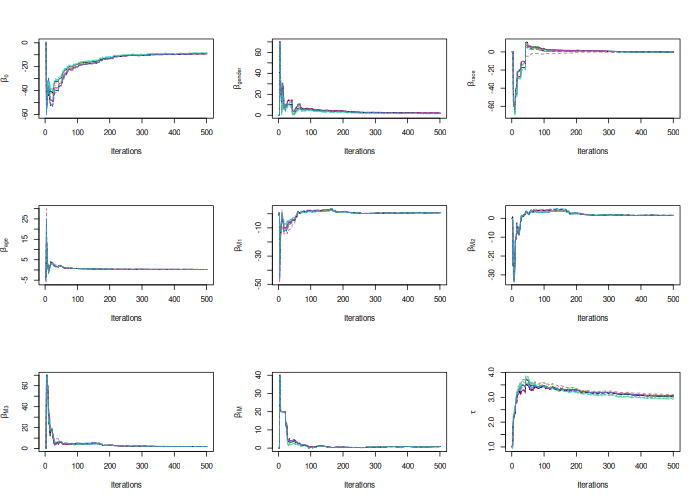 β0
-60 -40 -20 0
0 100 200 300 400 500
Iterations
βgender
0 20 40 60
0 100 200 300 400 500
Iterations
βrace
-60 -40 -20 0
0 100 200 300 400 500
Iterations
βage
-5 5 15 25
0 100 200 300 400 500
Iterations
-50 -30 -10
0 100 200 300 400 500
Iterations
βM2
-30 -20 -10 0
0 100 200 300 400 500
Iterations
βM3
0 20 40 60
0 100 200 300 400 500
Iterations
βIM
0 10 20 30 40
0 100 200 300 400 500
Iterations
τ
1.0 2.0 3.0 4.0
0 100 200 300 400 500
Iterations